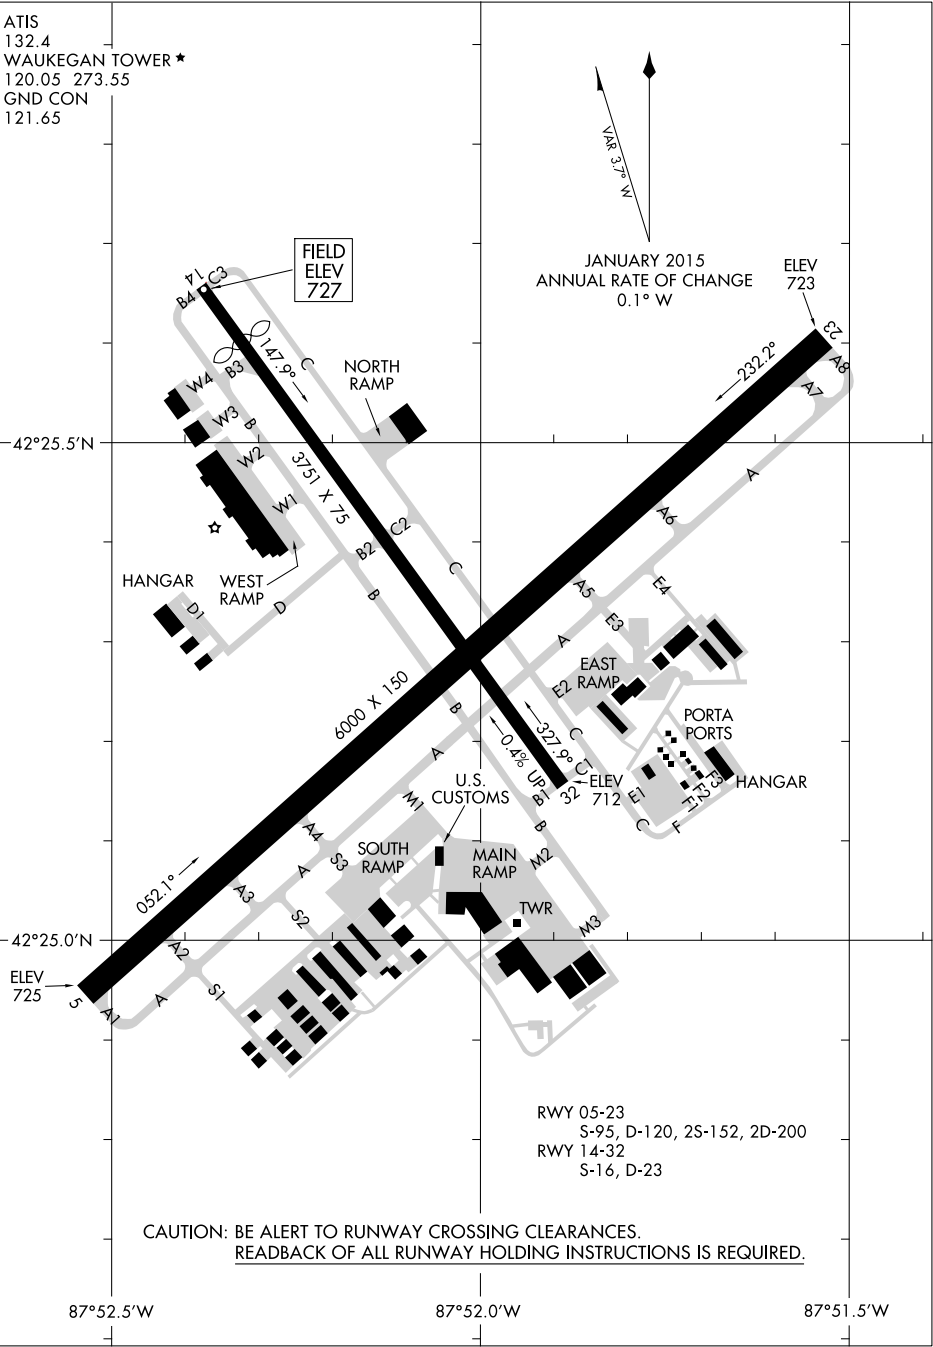 ATIS
132.4
WAUKEGAN TOWER ★
120.05 273.55
GND CON
121.65
VAR 3.7° W
JANUARY 2015
ANNUAL RATE OF CHANGE
0.1° W
FIELD
ELEV
727
ELEV
723
14
C3
B4
23
A8
A7
147.9°
232.2°
C
B3
W4
W3
B
W2
W1
NORTH
RAMP
42°25.5'N
3751 X 75
A
A6
C2
B2
C
B
HANGAR
D1
WEST
RAMP
D
A5
E4
E3
A
EAST
RAMP
E2
6000 X 150
B
A
327.9°
0.4% UP
C
C1
PORTA
PORTS
U.S.
CUSTOMS
M1
B1
32
ELEV
712
E1
F3
F2
F1
HANGAR
C
F
B
A4
S3
SOUTH
RAMP
MAIN
RAMP
M2
A
052.1°
A3
S2
TWR
M3
42°25.0'N
A2
ELEV
725
5
A1
A
S1
RWY 05-23
S-95, D-120, 2S-152, 2D-200
RWY 14-32
S-16, D-23
CAUTION: BE ALERT TO RUNWAY CROSSING CLEARANCES.
READBACK OF ALL RUNWAY HOLDING INSTRUCTIONS IS REQUIRED.
87°52.5'W
87°52.0'W
87°51.5'W